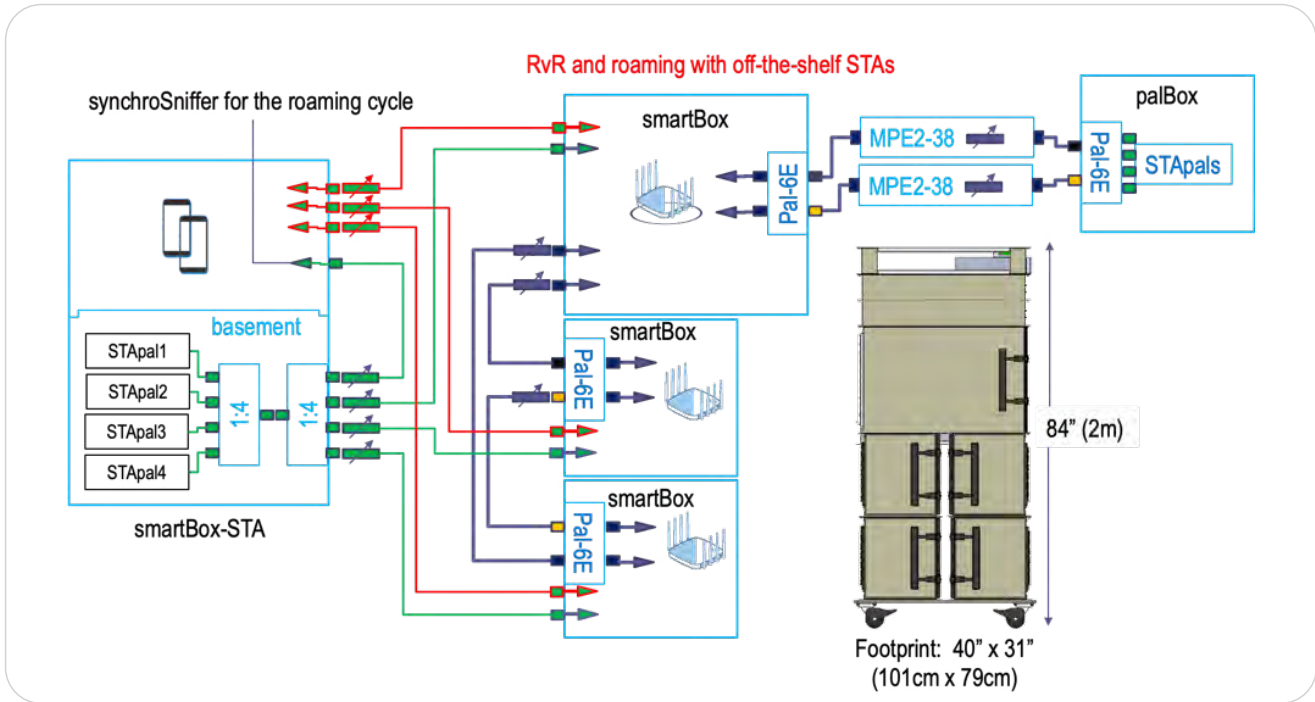 RvR and roaming with off-the-shelf STAs
synchroSniffer for the roaming cycle
smartBox
palBox
MPE2-38
MPE2-38
Pal-6E
Pal-6E
STApals
basement
STApal1
STApal2
STApal3
STApal4
1:4
1:4
smartBox-STA
smartBox
Pal-6E
smartBox
Pal-6E
84” (2m)
Footprint: 40” x 31”
(101cm x 79cm)